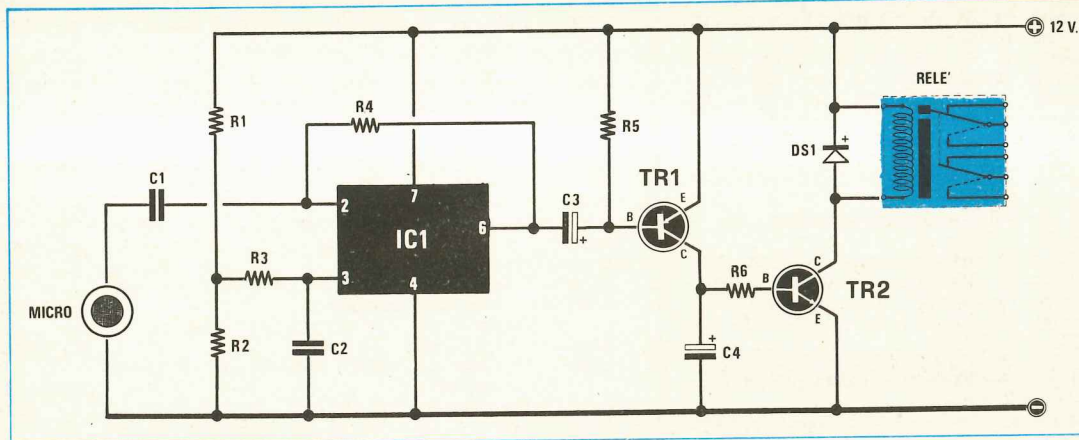 12 V.
RELE'
R1
R4
R5
DS1
TR1
C1
2
7
E
B
C3
+
6
IC1
C
R3
3
4
R6
B
C
TR2
E
MICRO
R2
C2
+
C4
+